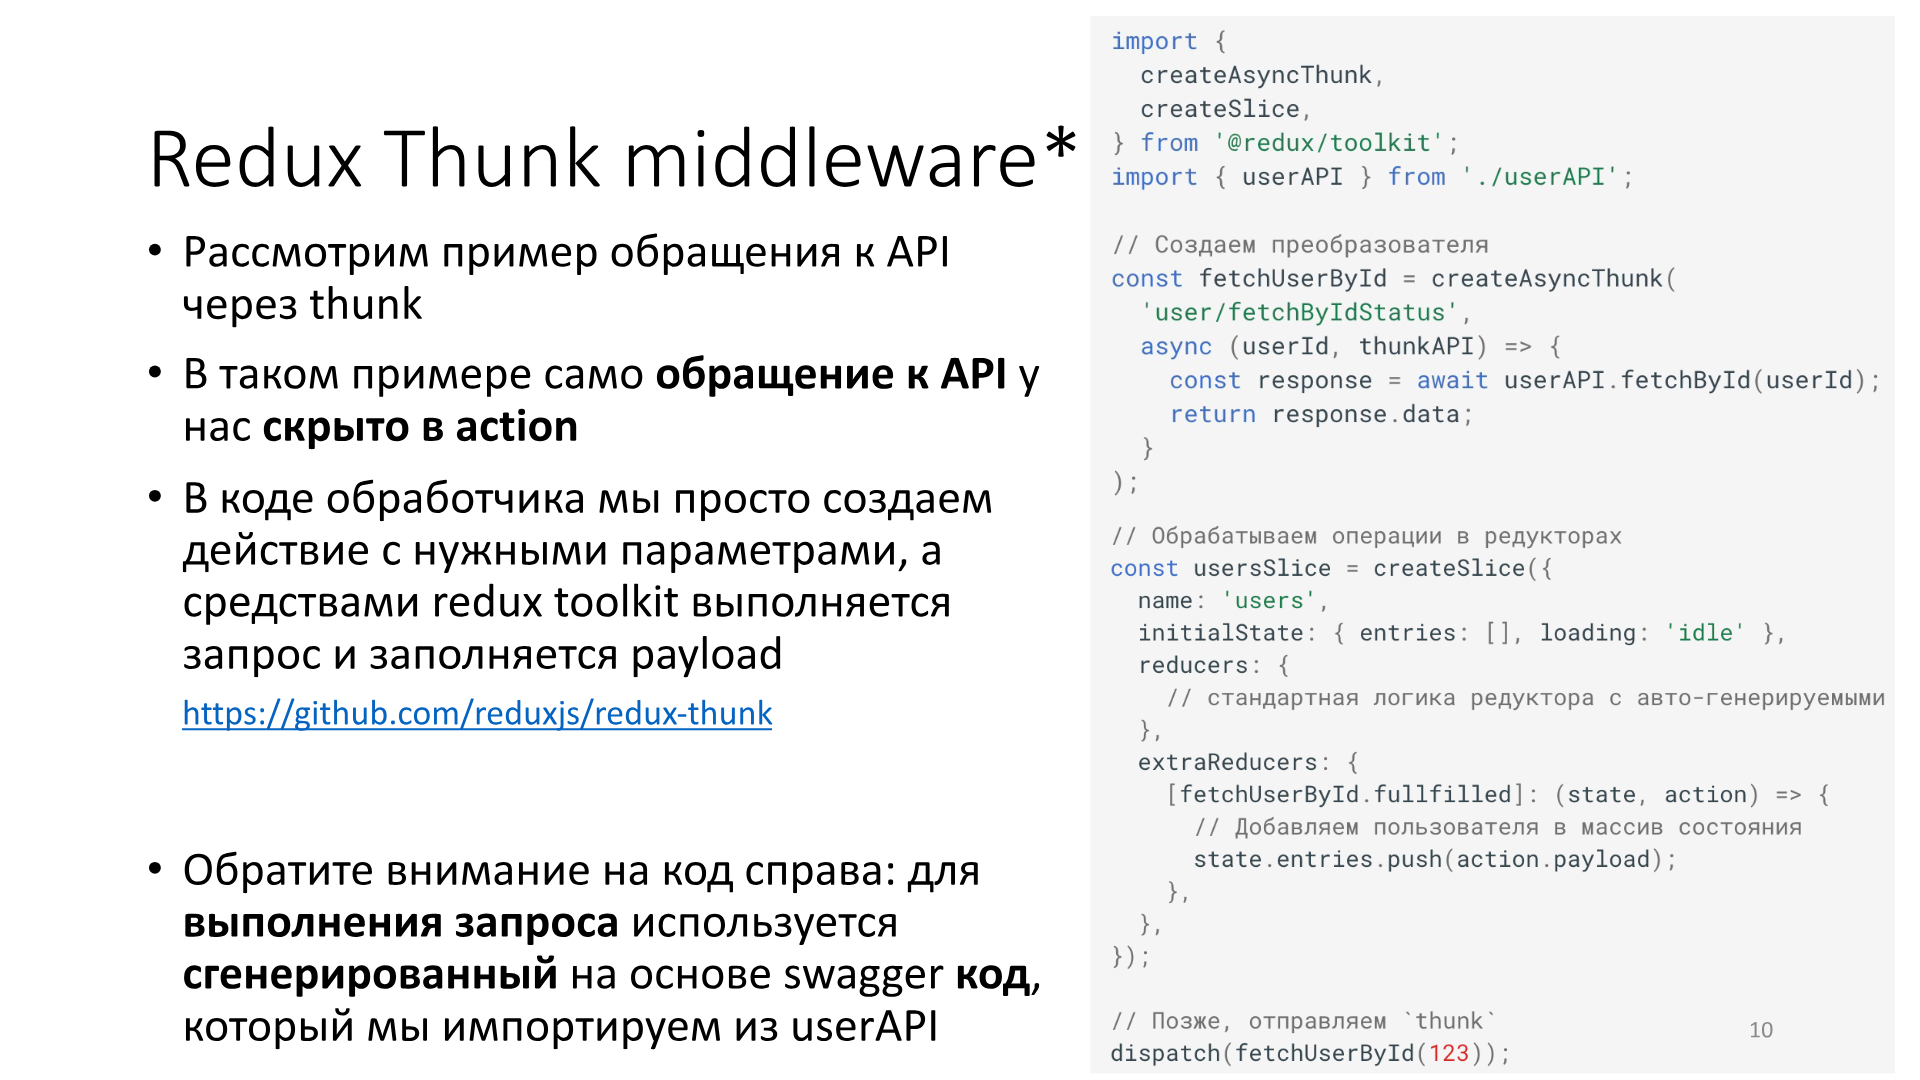 Redux Thunk middleware*
• Рассмотрим пример обращения к API
через thunk
• В таком примере само обращение к API у
нас скрыто в action
• В коде обработчика мы просто создаем
действие с нужными параметрами, а
средствами redux toolkit выполняется
запрос и заполняется payload
https://github.com/reduxjs/redux-thunk
• Обратите внимание на код справа: для
выполнения запроса используется
сгенерированный на основе swagger код,
который мы импортируем из userAPI
import {
  createAsyncThunk,
  createSlice,
} from '@redux/toolkit';
import { userAPI } from './userAPI';
// Создаем преобразователя
const fetchUserById = createAsyncThunk(
  'user/fetchByIdStatus',
  async (userId, thunkAPI) => {
    const response = await userAPI.fetchById(userId);
    return response.data;
  }
);
// Обрабатываем операции в редукторах
const usersSlice = createSlice({
  name: 'users',
  initialState: { entries: [], loading: 'idle' },
  reducers: {
    // стандартная логика редуктора с авто-генерируемыми
  },
  extraReducers: {
    [fetchUserById.fullfilled]: (state, action) => {
      // Добавляем пользователя в массив состояния
      state.entries.push(action.payload);
    },
  },
});
// Позже, отправляем `thunk`
dispatch(fetchUserById(123));
10